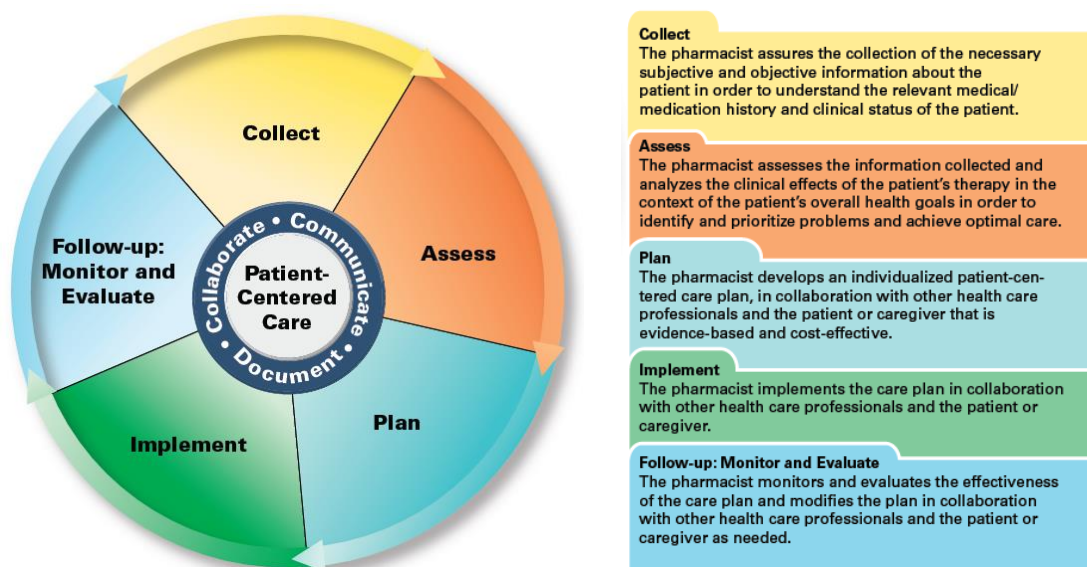 Collect
Assess
Plan
Implement
Follow-up:
Monitor and
Evaluate
Collaborate • Communicate • Document •
Patient-
Centered
Care
Collect
The pharmacist assures the collection of the necessary
subjective and objective information about the
patient in order to understand the relevant medical/
medication history and clinical status of the patient.
Assess
The pharmacist assesses the information collected and
analyzes the clinical effects of the patient's therapy in the
context of the patient's overall health goals in order to
identify and prioritize problems and achieve optimal care.
Plan
The pharmacist develops an individualized patient-cen-
tered care plan, in collaboration with other health care
professionals and the patient or caregiver that is
evidence-based and cost-effective.
Implement
The pharmacist implements the care plan in collaboration
with other health care professionals and the patient or
caregiver.
Follow-up: Monitor and Evaluate
The pharmacist monitors and evaluates the effectiveness
of the care plan and modifies the plan in collaboration
with other health care professionals and the patient or
caregiver as needed.